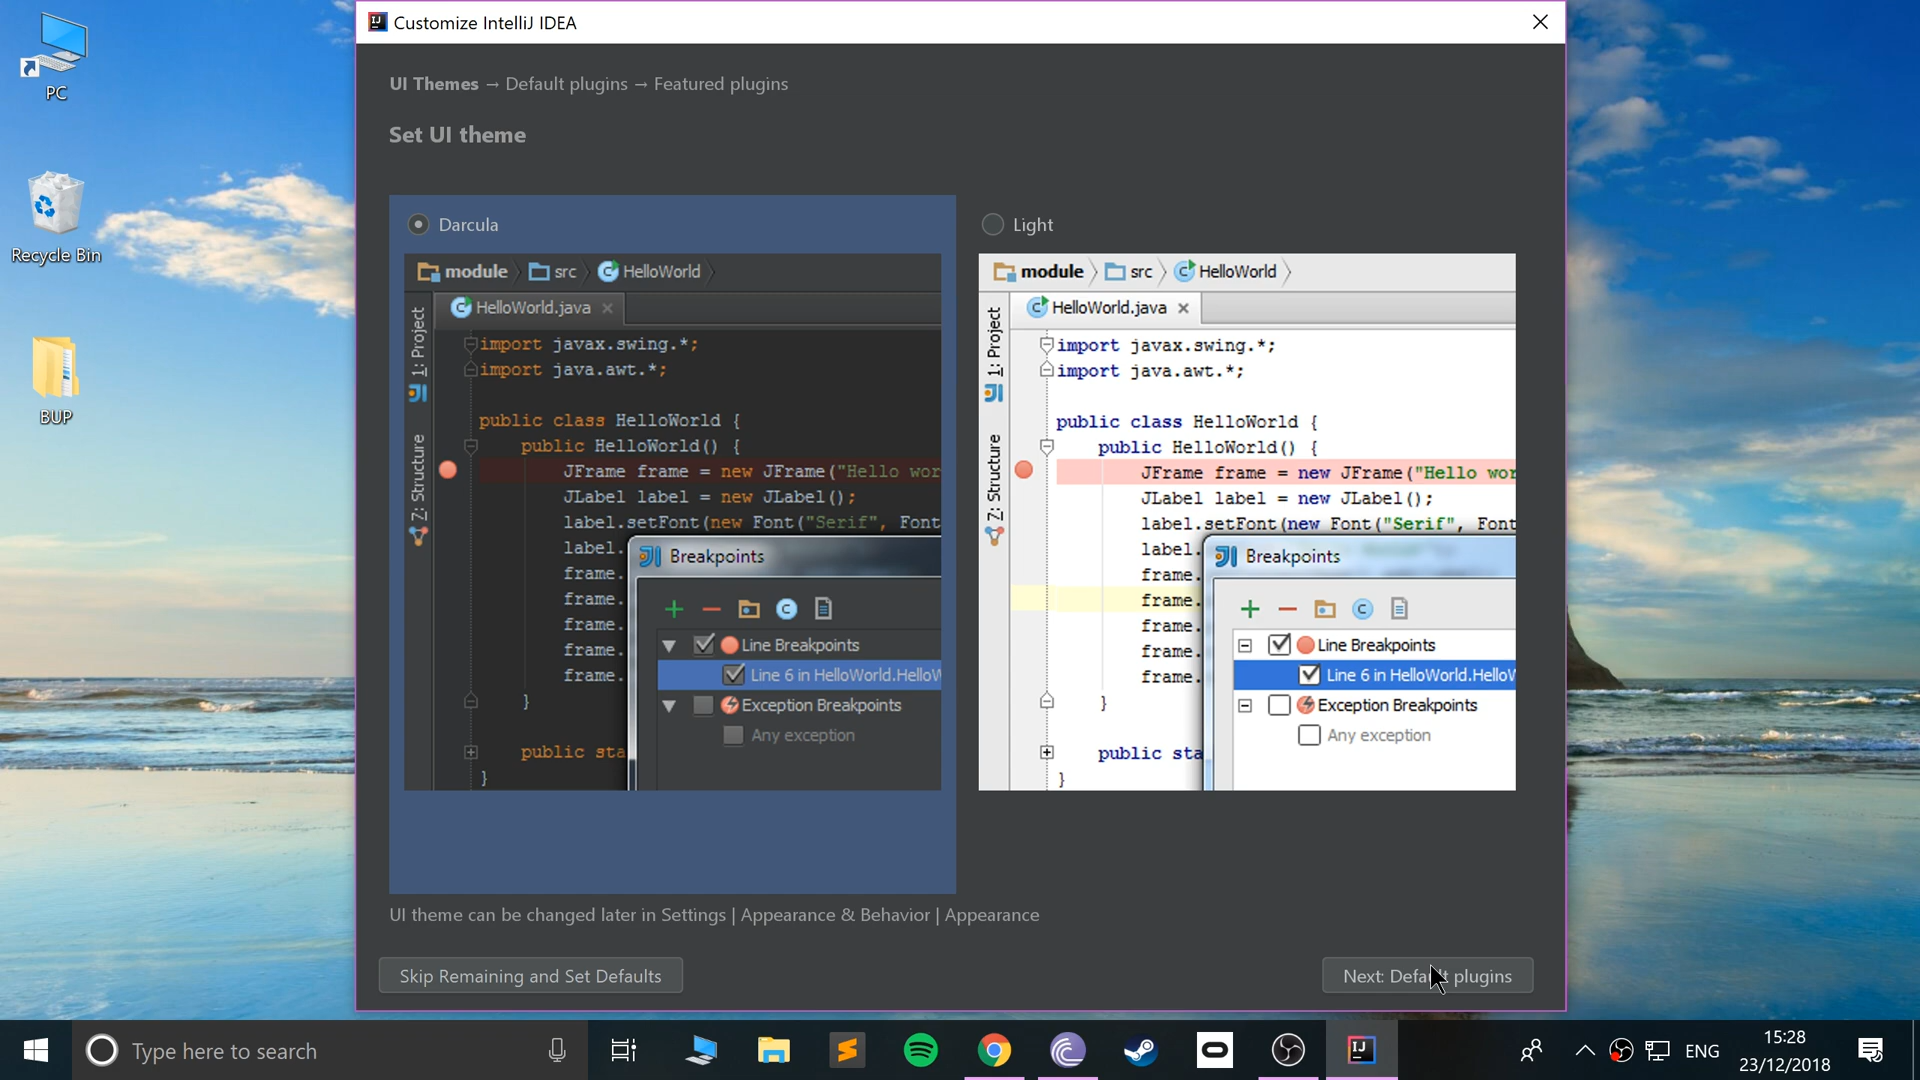 PC
Recycle Bin
BUP
Customize IntelliJ IDEA
UI Themes → Default plugins → Featured plugins
Set UI theme
Darcula
module src HelloWorld
HelloWorld.java
1: Project
7: Structure
import javax.swing.*;
import java.awt.*;
public class HelloWorld {
public HelloWorld() {
JFrame frame = new JFrame("Hello wor
JLabel label = new JLabel();
label.setFont(new Font("Serif", Font
label.
frame.
frame.
frame.
frame.
frame.
}
public sta
}
Breakpoints
Line Breakpoints
Line 6 in HelloWorld.HelloW
Exception Breakpoints
Any exception
Light
module src HelloWorld
HelloWorld.java
1: Project
7: Structure
import javax.swing.*;
import java.awt.*;
public class HelloWorld {
public HelloWorld() {
JFrame frame = new JFrame("Hello wor
JLabel label = new JLabel();
label.setFont(new Font("Serif", Font
label.
frame.
frame.
frame.
frame.
frame.
}
public sta
}
Breakpoints
Line Breakpoints
Line 6 in HelloWorld.HelloW
Exception Breakpoints
Any exception
UI theme can be changed later in Settings | Appearance & Behavior | Appearance
Skip Remaining and Set Defaults
Next: Default plugins
Type here to search
ENG
15:28
23/12/2018